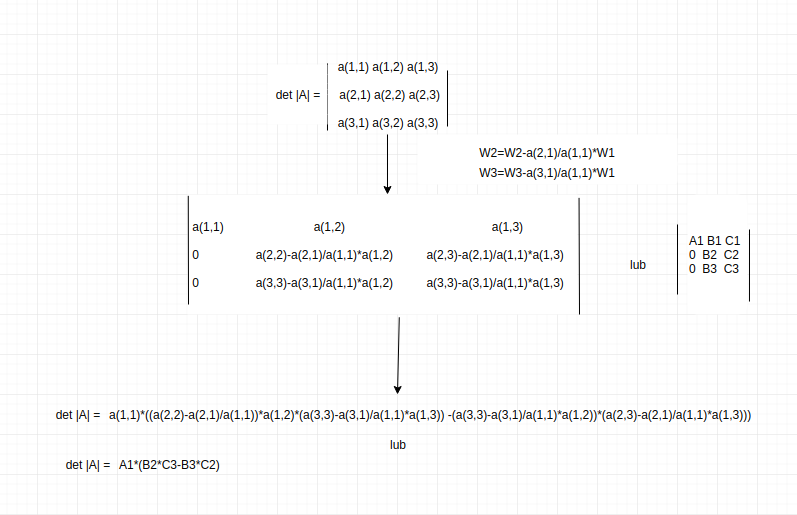 a(1,1) a(1,2) a(1,3)
det |A| = a(2,1) a(2,2) a(2,3)
a(3,1) a(3,2) a(3,3)
W2=W2-a(2,1)/a(1,1)*W1
W3=W3-a(3,1)/a(1,1)*W1
a(1,1) a(1,2) a(1,3)
0 a(2,2)-a(2,1)/a(1,1)*a(1,2) a(2,3)-a(2,1)/a(1,1)*a(1,3)
0 a(3,3)-a(3,1)/a(1,1)*a(1,2) a(3,3)-a(3,1)/a(1,1)*a(1,3)
lub
A1 B1 C1
0 B2 C2
0 B3 C3
det |A| = a(1,1)*((a(2,2)-a(2,1)/a(1,1))*a(1,2)*(a(3,3)-a(3,1)/a(1,1)*a(1,3)) -(a(3,3)-a(3,1)/a(1,1)*a(1,2))*(a(2,3)-a(2,1)/a(1,1)*a(1,3)))
lub
det |A| = A1*(B2*C3-B3*C2)